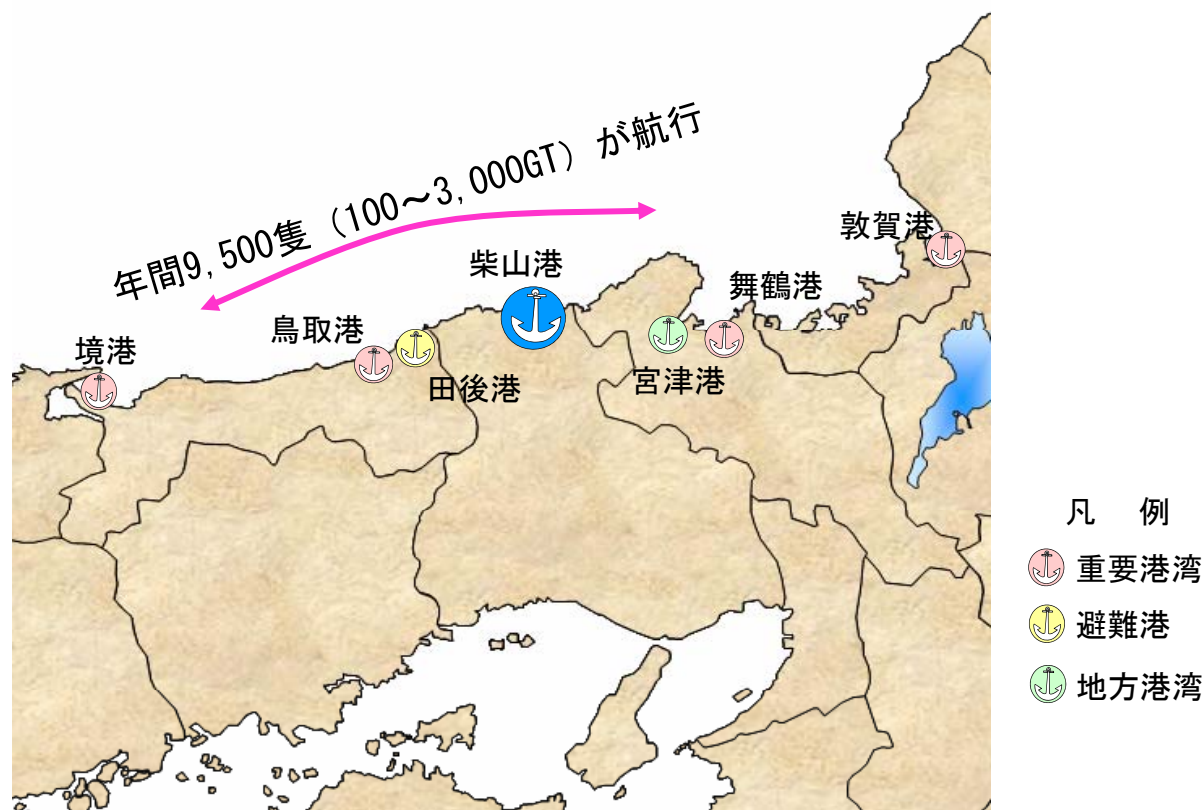 年間9,500隻（100～3,000GT）が航行
敦賀港
柴山港
舞鶴港
鳥取港
境港
田後港
宮津港
凡　例
重要港湾
避難港
地方港湾